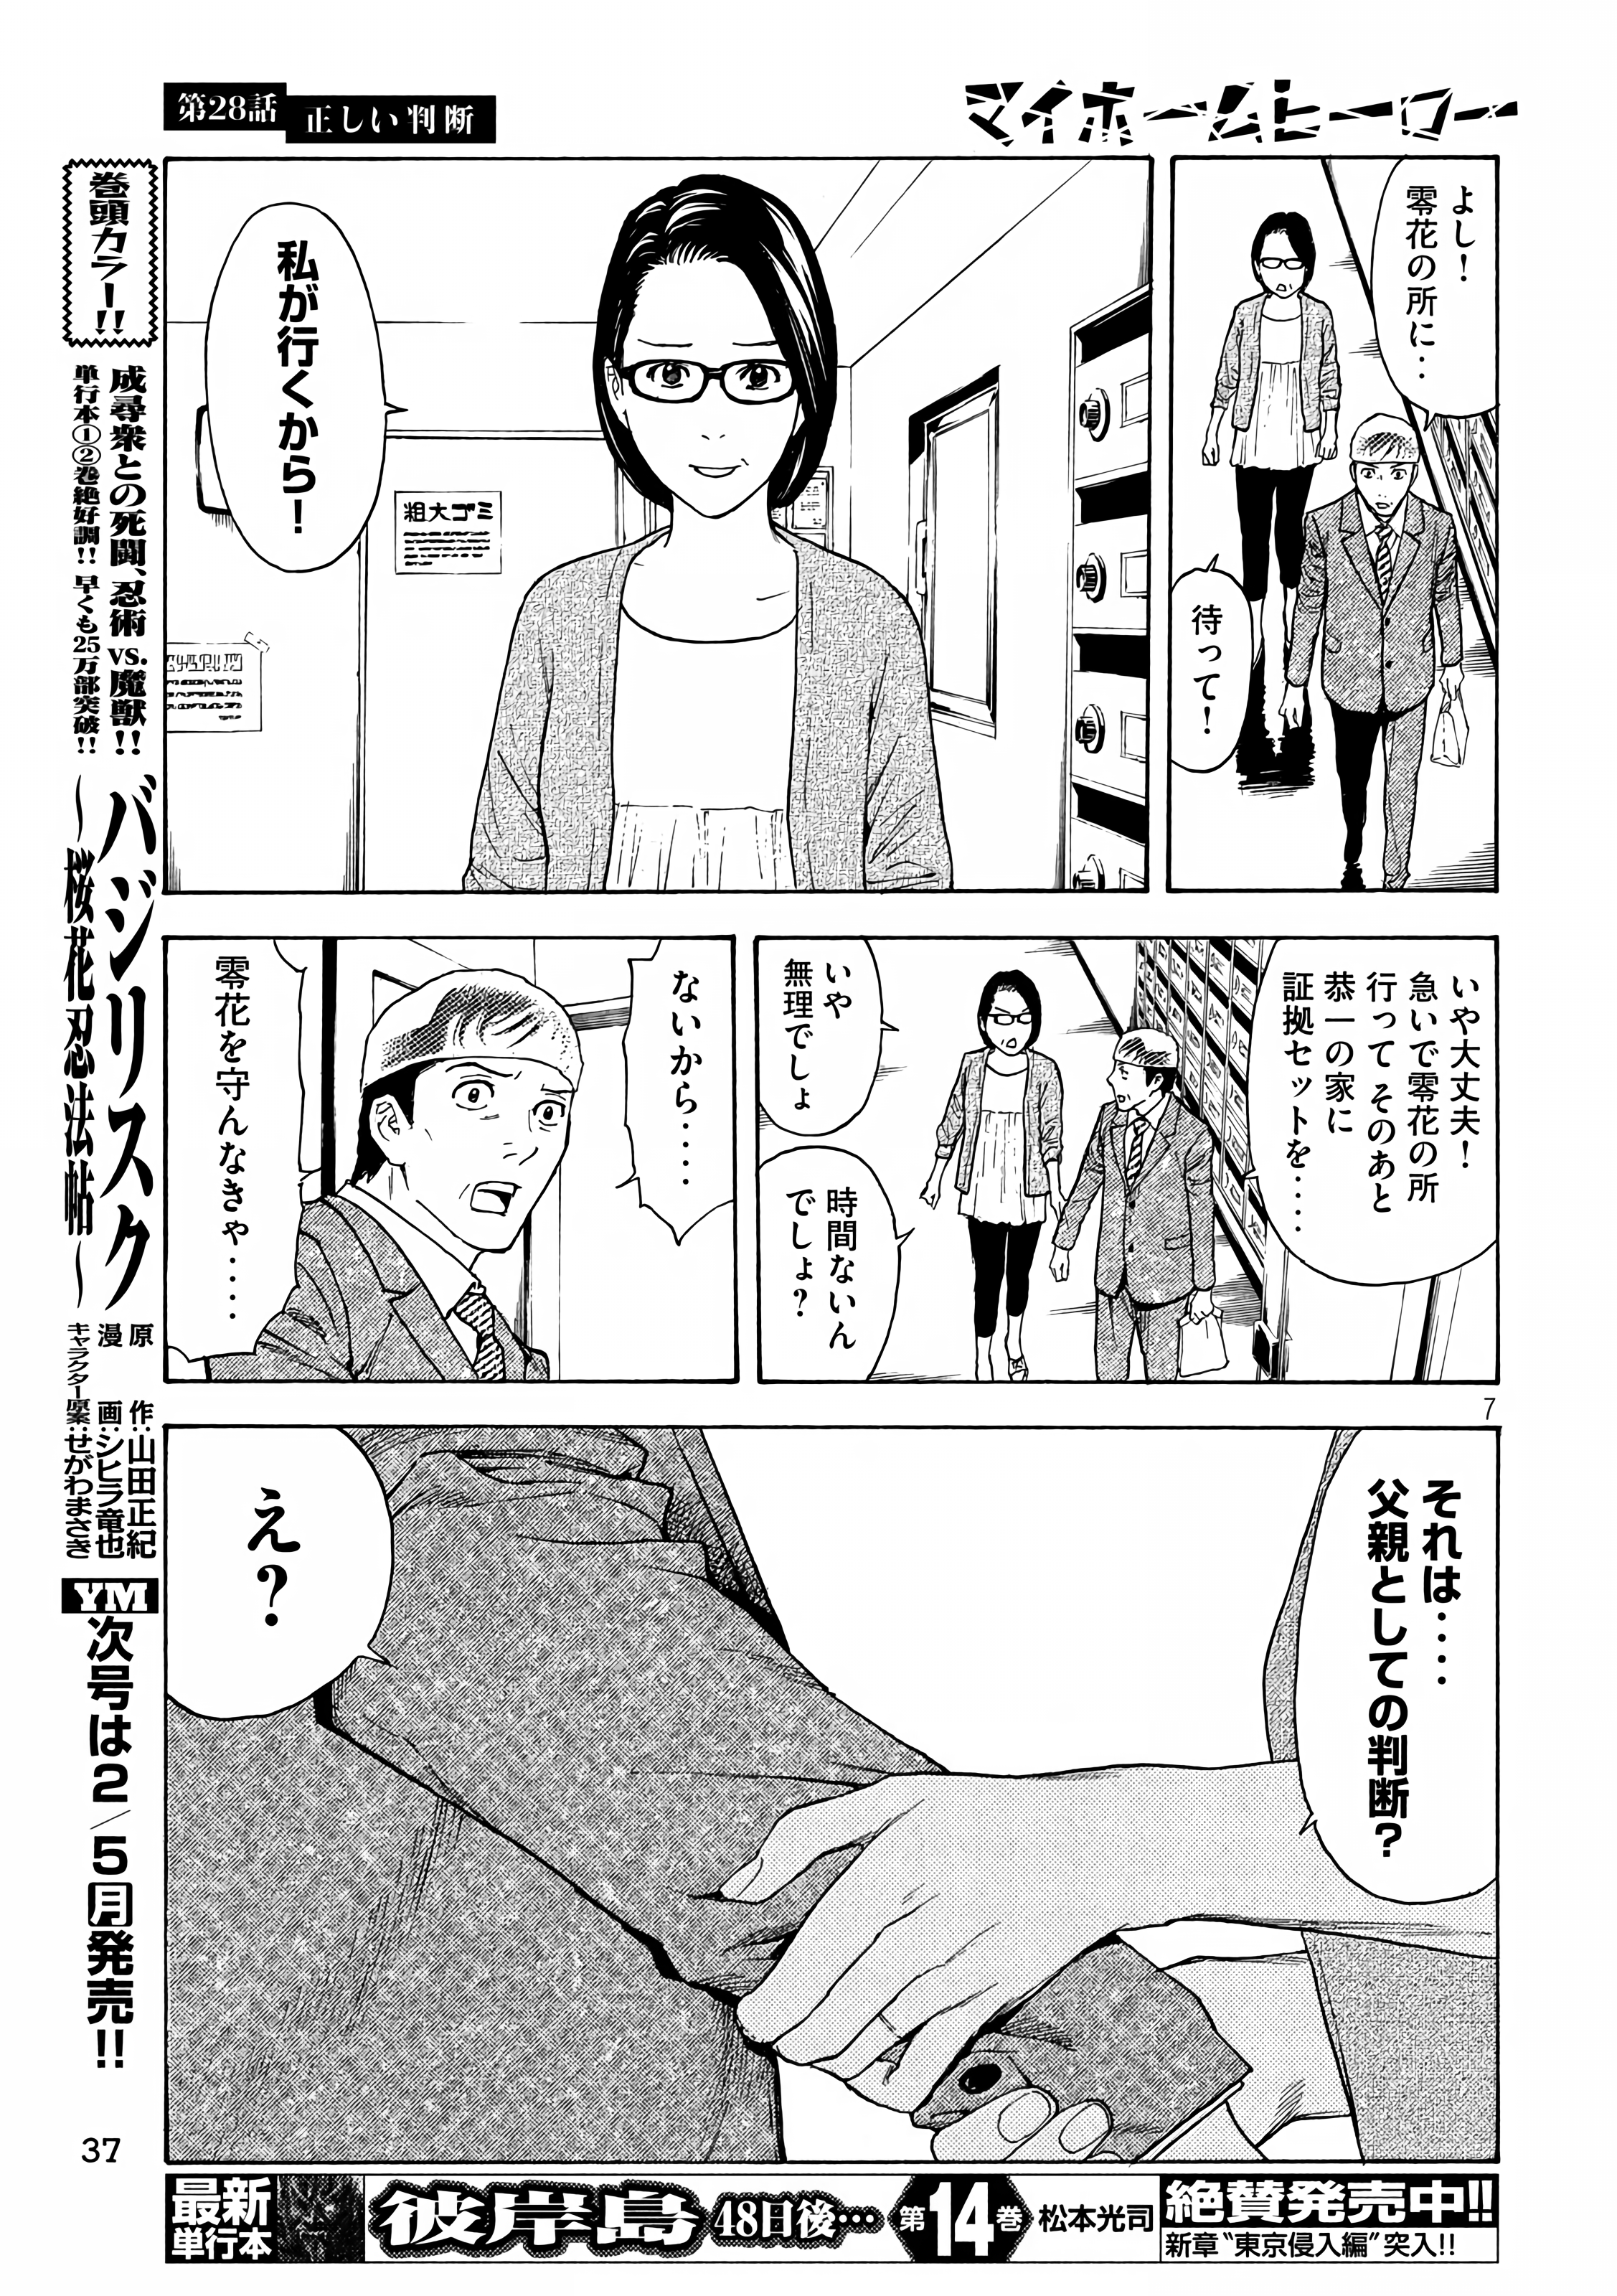 第28話
正しい判断
マイホームヒーロー
よし!
零花の所に‥
待って!
私が行くから!
粗大ゴミ
いや大丈夫!
急いで零花の所
行って そのあと
恭一の家に
証拠セットを‥‥
いや
無理でしょ
時間ないん
でしょ?
ないから‥‥
零花を守んなきゃ‥‥
7
それは‥‥
父親としての判断?
え?
巻頭カラー!!
成尋衆との死闘、忍術vs.魔獣!!
単行本①②巻絶好調!! 早くも25万部突破!!
バジリスク
〜桜花忍法帖〜
原 作:山田正紀
漫 画:シヒラ竜也
キャラクター原案:せがわまさき
YM
次号は2/5月発売!!
37
最新
単行本
彼岸島 48日後…
第14巻
松本光司
絶賛発売中!!
新章“東京侵入編”突入!!